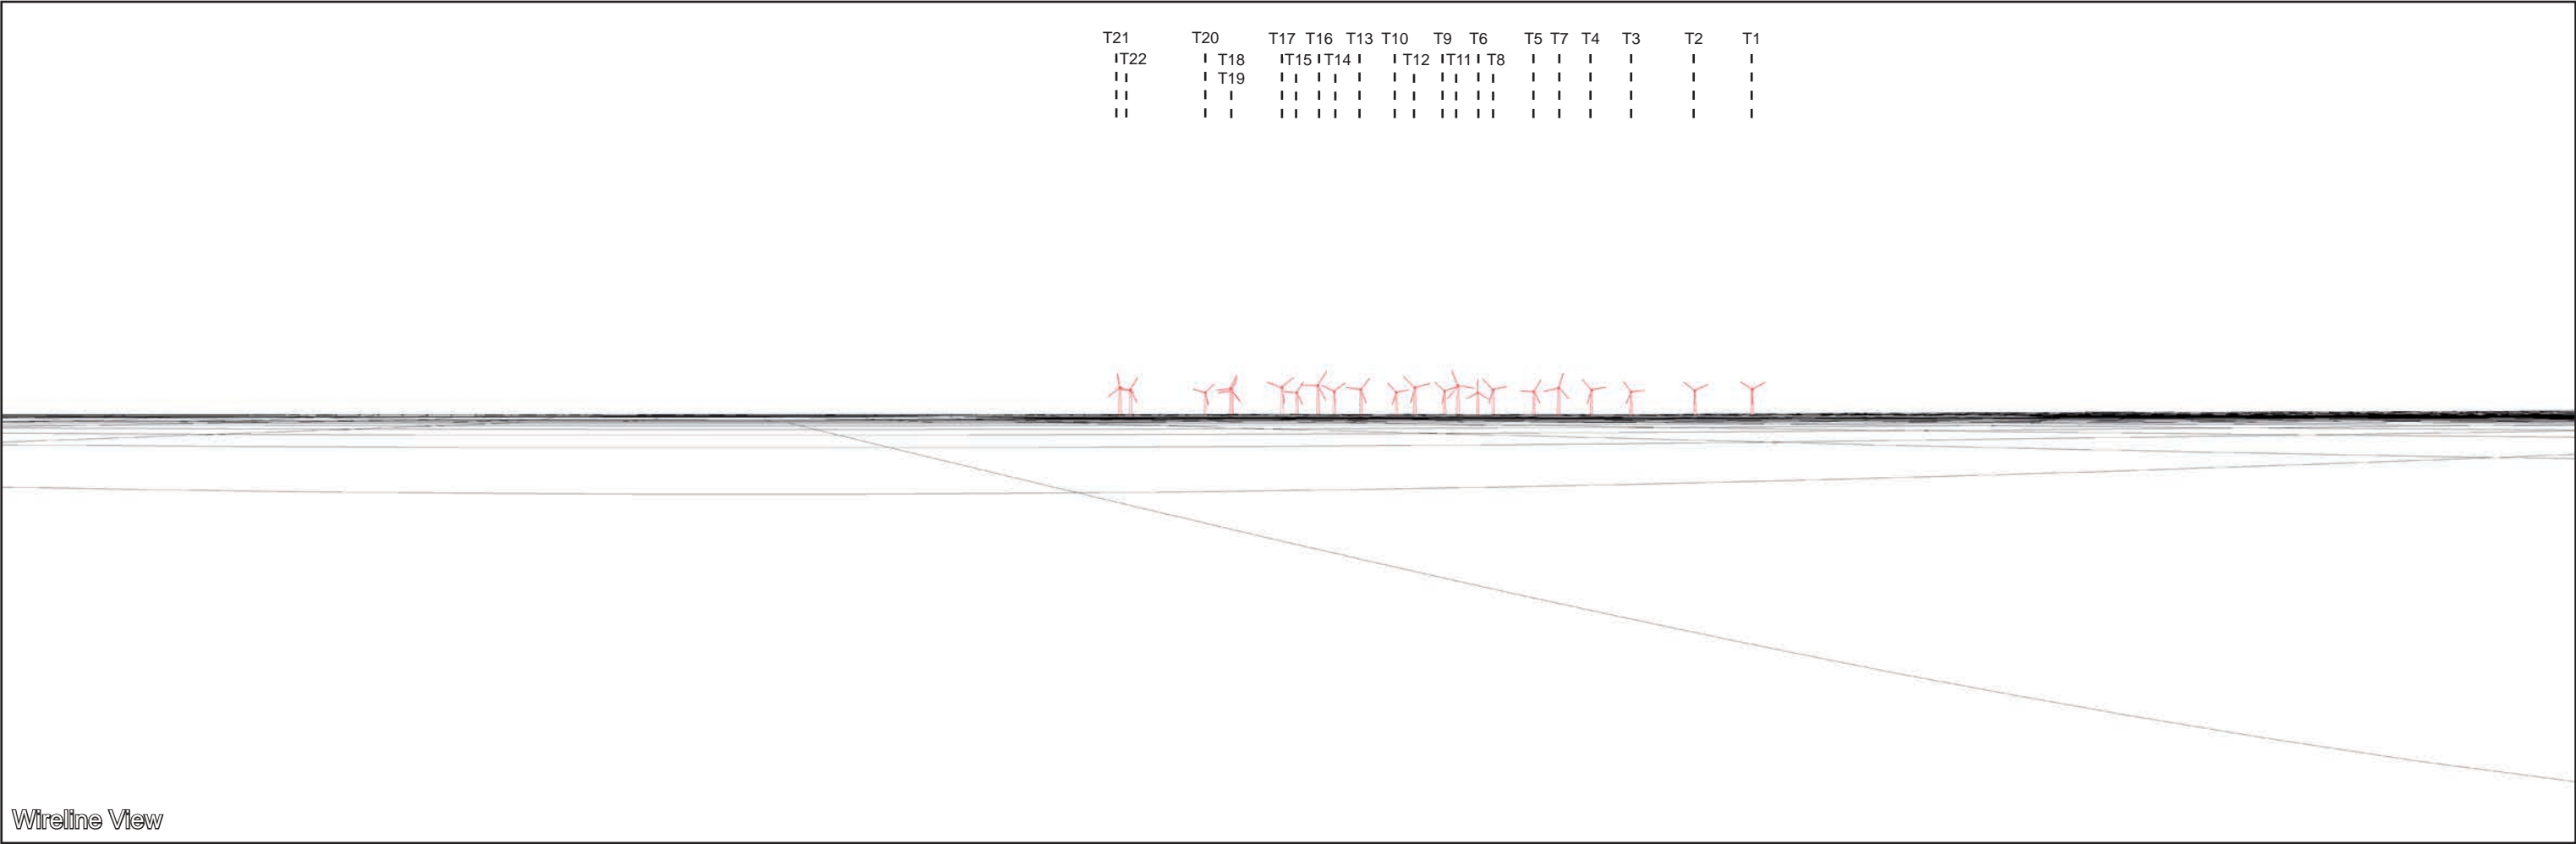 T21 T20 T17 T16 T13 T10 T9 T6 T5 T7 T4 T3 T2 T1
T22 T18 T15 T14 T12 T11 T8
T19
Wireline View